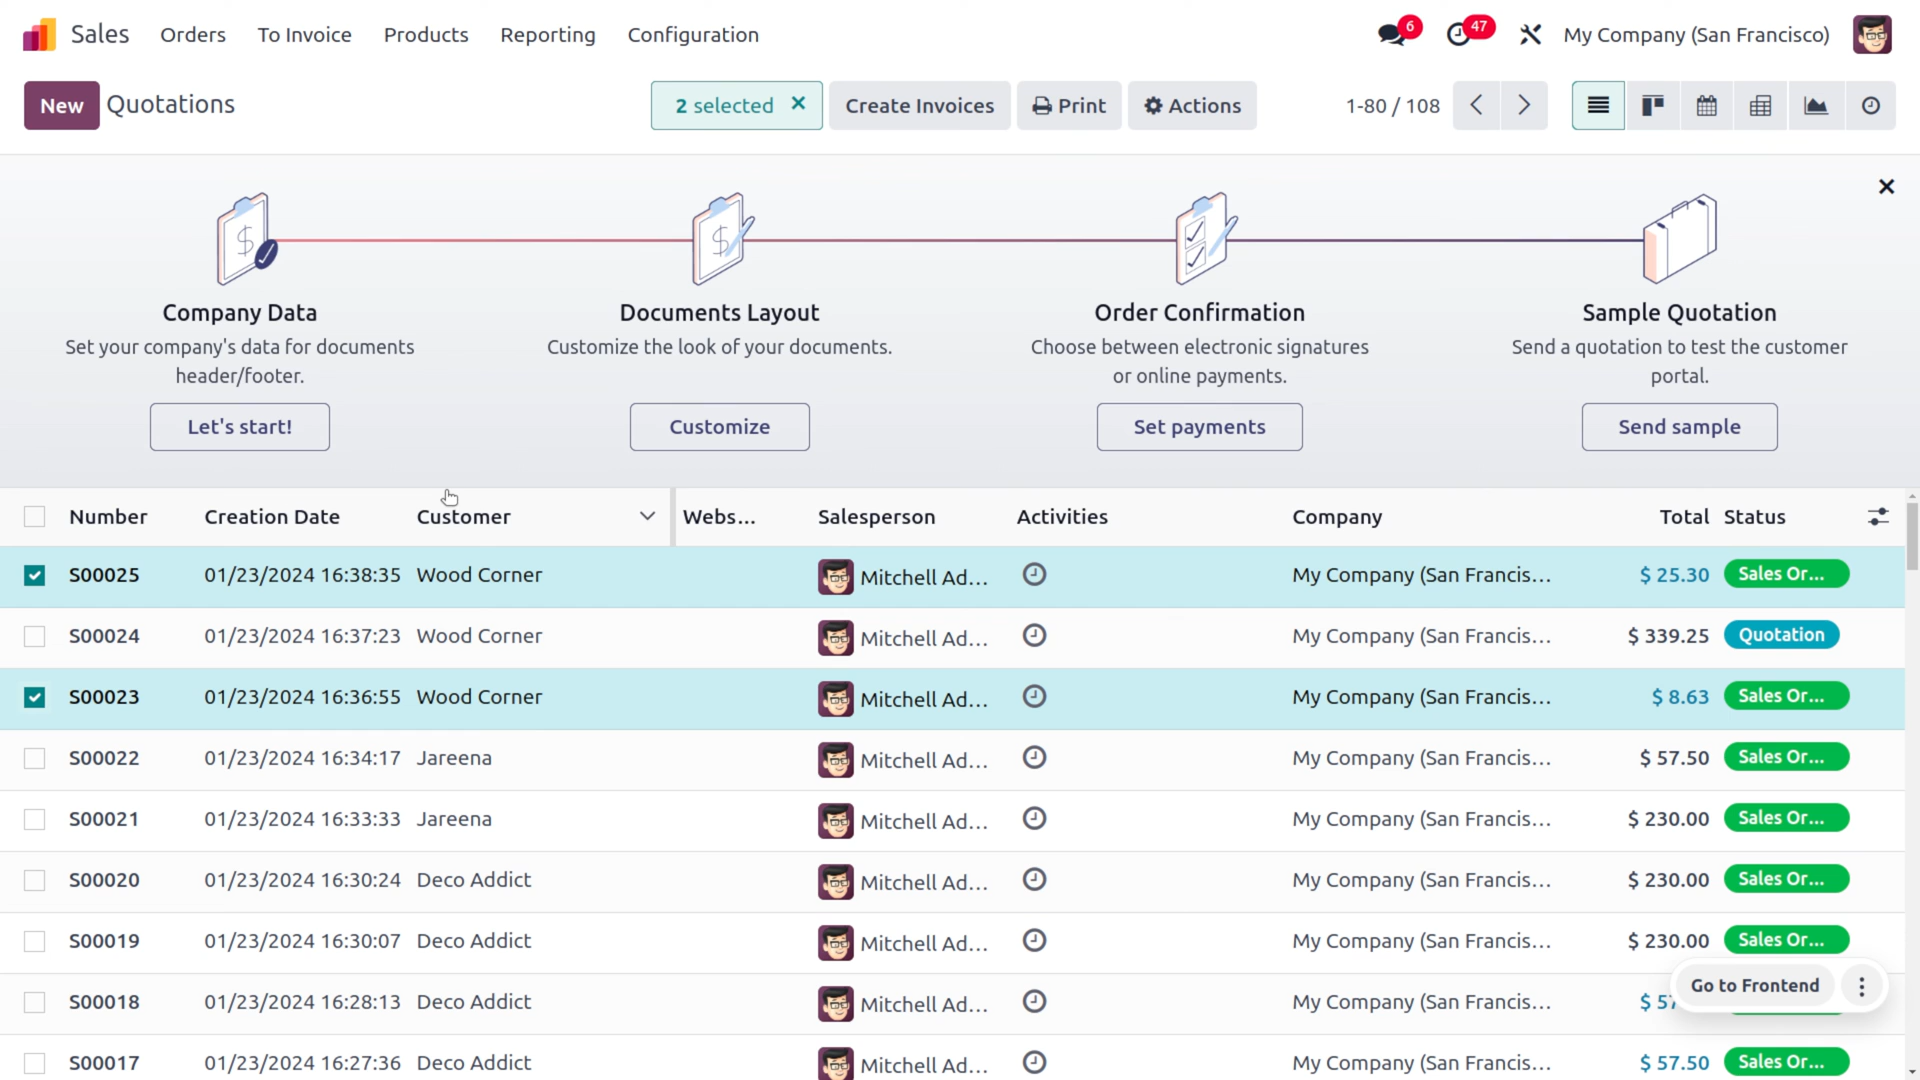 Sales Orders To Invoice Products Reporting Configuration 6 47 My Company (San Francisco)
New Quotations 2 selected Create Invoices Print Actions 1-80 / 108
Company Data Documents Layout Order Confirmation Sample Quotation
Set your company's data for documents Customize the look of your documents. Choose between electronic signatures Send a quotation to test the customer
header/footer. or online payments. portal.
Let's start! Customize Set payments Send sample
Number Creation Date Customer Webs... Salesperson Activities Company Total Status
S00025 01/23/2024 16:38:35 Wood Corner Mitchell Ad... My Company (San Francis... $ 25.30 Sales Or...
S00024 01/23/2024 16:37:23 Wood Corner Mitchell Ad... My Company (San Francis... $ 339.25 Quotation
S00023 01/23/2024 16:36:55 Wood Corner Mitchell Ad... My Company (San Francis... $ 8.63 Sales Or...
S00022 01/23/2024 16:34:17 Jareena Mitchell Ad... My Company (San Francis... $ 57.50 Sales Or...
S00021 01/23/2024 16:33:33 Jareena Mitchell Ad... My Company (San Francis... $ 230.00 Sales Or...
S00020 01/23/2024 16:30:24 Deco Addict Mitchell Ad... My Company (San Francis... $ 230.00 Sales Or...
S00019 01/23/2024 16:30:07 Deco Addict Mitchell Ad... My Company (San Francis... $ 230.00 Sales Or...
Go to Frontend
S00018 01/23/2024 16:28:13 Deco Addict Mitchell Ad... My Company (San Francis...
S00017 01/23/2024 16:27:36 Deco Addict Mitchell Ad... My Company (San Francis... $ 57.50 Sales Or...